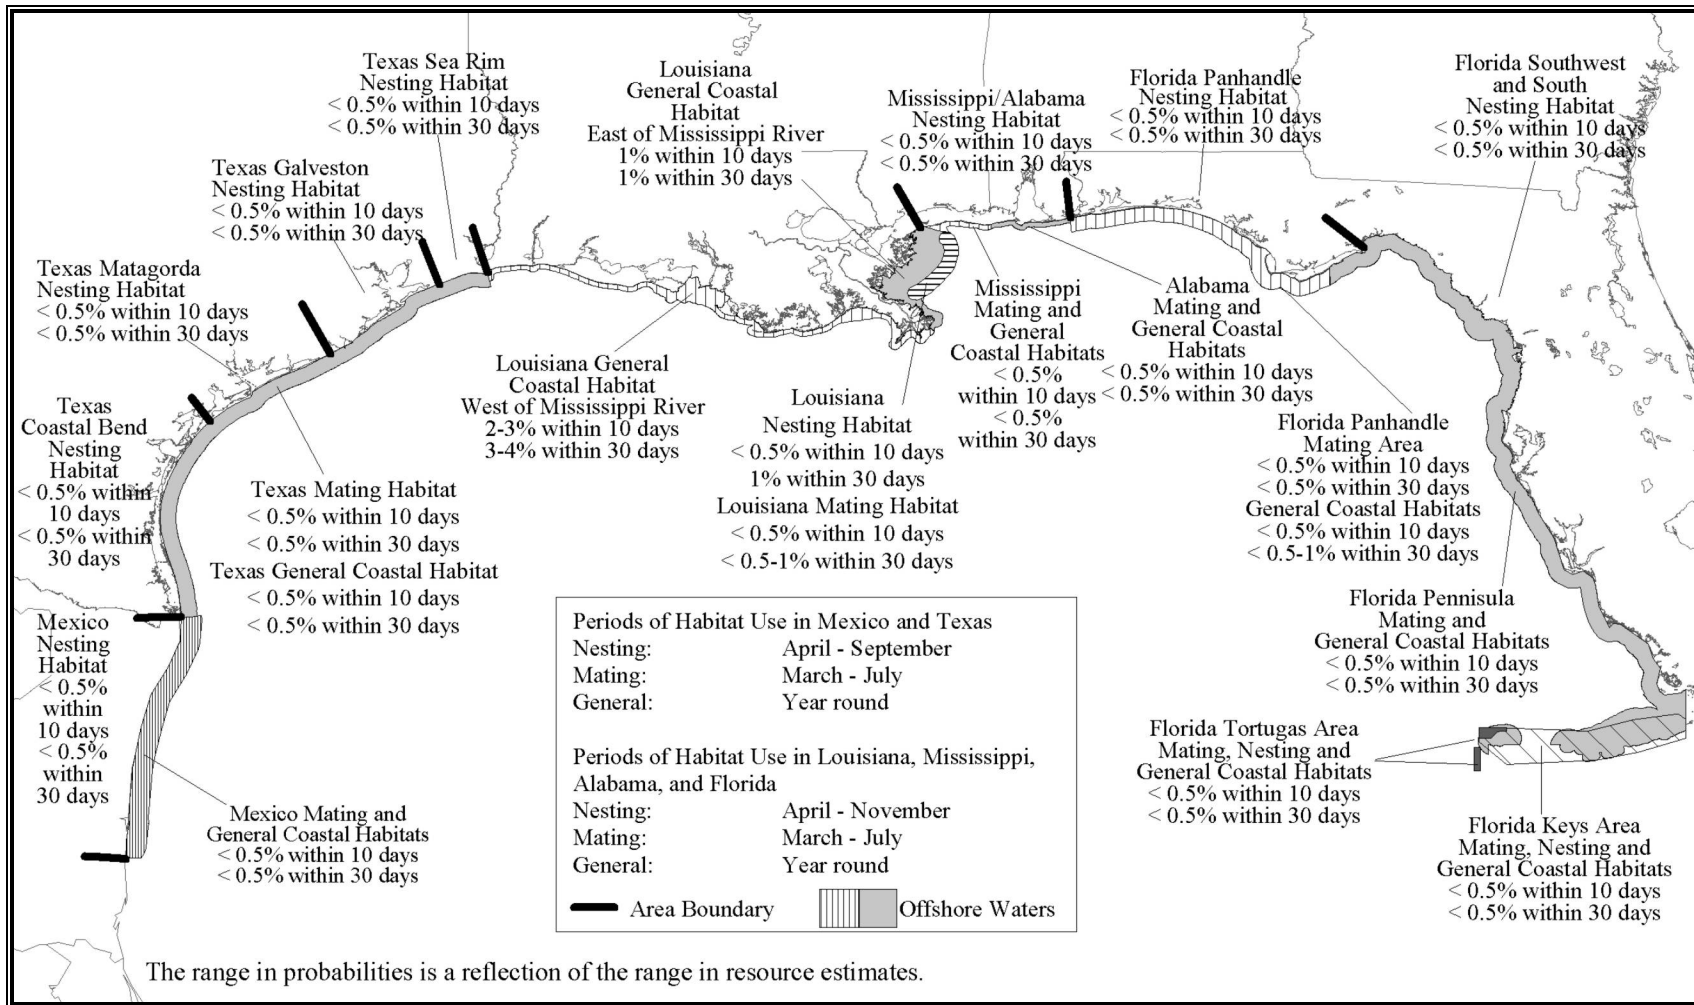 Texas Sea Rim
Nesting Habitat
< 0.5% within 10 days
< 0.5% within 30 days
Louisiana
General Coastal
Habitat
East of Mississippi River
1% within 10 days
1% within 30 days
Mississippi/Alabama
Nesting Habitat
< 0.5% within 10 days
< 0.5% within 30 days
Florida Panhandle
Nesting Habitat
< 0.5% within 10 days
< 0.5% within 30 days
Florida Southwest
and South
Nesting Habitat
< 0.5% within 10 days
< 0.5% within 30 days
Texas Galveston
Nesting Habitat
< 0.5% within 10 days
< 0.5% within 30 days
Texas Matagorda
Nesting Habitat
< 0.5% within 10 days
< 0.5% within 30 days
Texas
Coastal Bend
Nesting
Habitat
< 0.5% within
10 days
< 0.5% within
30 days
Texas Mating Habitat
< 0.5% within 10 days
< 0.5% within 30 days
Texas General Coastal Habitat
< 0.5% within 10 days
< 0.5% within 30 days
Louisiana General
Coastal Habitat
West of Mississippi River
2-3% within 10 days
3-4% within 30 days
Louisiana
Nesting Habitat
< 0.5% within 10 days
1% within 30 days
Louisiana Mating Habitat
< 0.5% within 10 days
< 0.5-1% within 30 days
Mississippi
Mating and
General
Coastal Habitats
< 0.5%
within 10 days
< 0.5%
within 30 days
Alabama
Mating and
General Coastal
Habitats
< 0.5% within 10 days
< 0.5% within 30 days
Florida Panhandle
Mating Area
< 0.5% within 10 days
< 0.5% within 30 days
General Coastal Habitats
< 0.5% within 10 days
< 0.5-1% within 30 days
Florida Pennisula
Mating and
General Coastal Habitats
< 0.5% within 10 days
< 0.5% within 30 days
Mexico
Nesting
Habitat
< 0.5%
within
10 days
< 0.5%
within
30 days
Mexico Mating and
General Coastal Habitats
< 0.5% within 10 days
< 0.5% within 30 days
Florida Tortugas Area
Mating, Nesting and
General Coastal Habitats
< 0.5% within 10 days
< 0.5% within 30 days
Florida Keys Area
Mating, Nesting and
General Coastal Habitats
< 0.5% within 10 days
< 0.5% within 30 days
Periods of Habitat Use in Mexico and Texas
Nesting: April - September
Mating: March - July
General: Year round
Periods of Habitat Use in Louisiana, Mississippi,
Alabama, and Florida
Nesting: April - November
Mating: March - July
General: Year round
Area Boundary Offshore Waters
The range in probabilities is a reflection of the range in resource estimates.